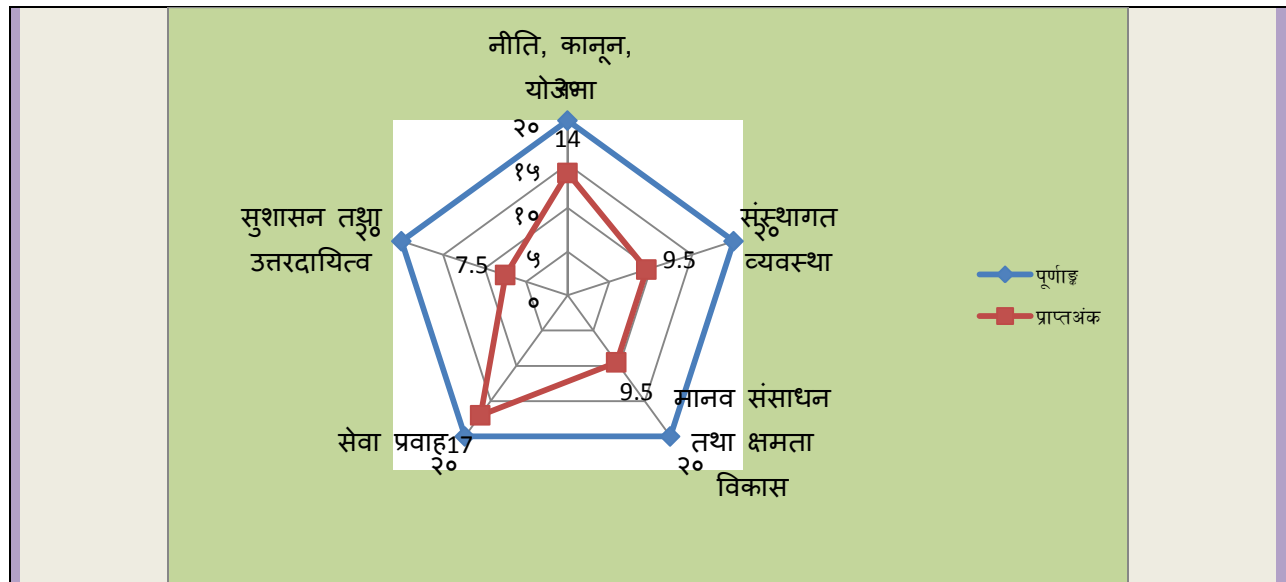 नीति, कानून,
योजना
२०
२०
14
१५
१०
५
०
सुशासन तथा
२०
उत्तरदायित्व
7.5
संस्थागत
२०
व्यवस्था
9.5
9.5
मानव संसाधन
तथा क्षमता
२०
विकास
सेवा प्रवाह
17
२०
पूर्णाङ्क
प्राप्तअंक